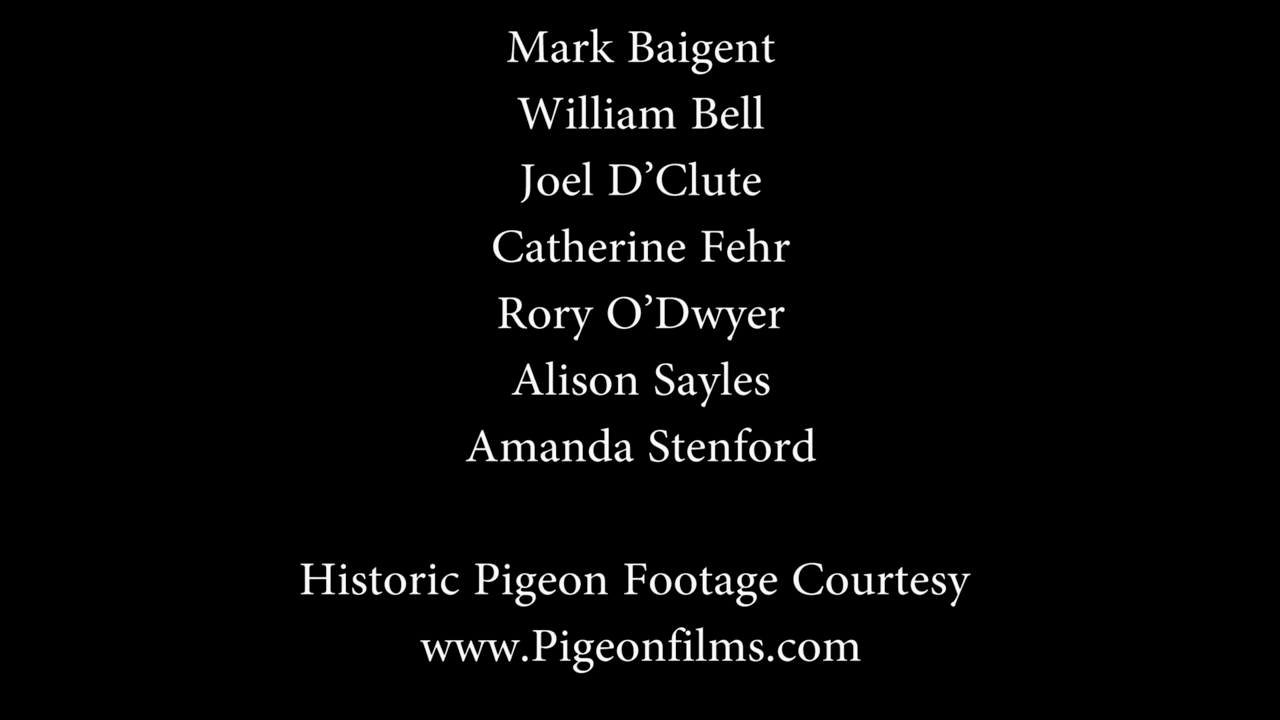 Mark Baigent
William Bell
Joel D’Clute
Catherine Fehr
Rory O’Dwyer
Alison Sayles
Amanda Stenford
Historic Pigeon Footage Courtesy
www.Pigeonfilms.com